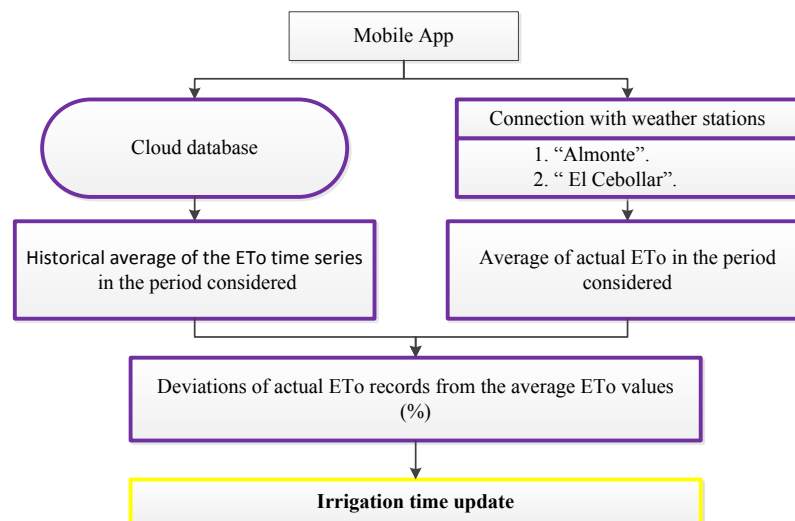 Mobile App
Cloud database
Connection with weather stations
1. “Almonte”.
2. “ El Cebollar”.
Historical average of the ETo time series
in the period considered
Average of actual ETo in the period
considered
Deviations of actual ETo records from the average ETo values
(%)
Irrigation time update